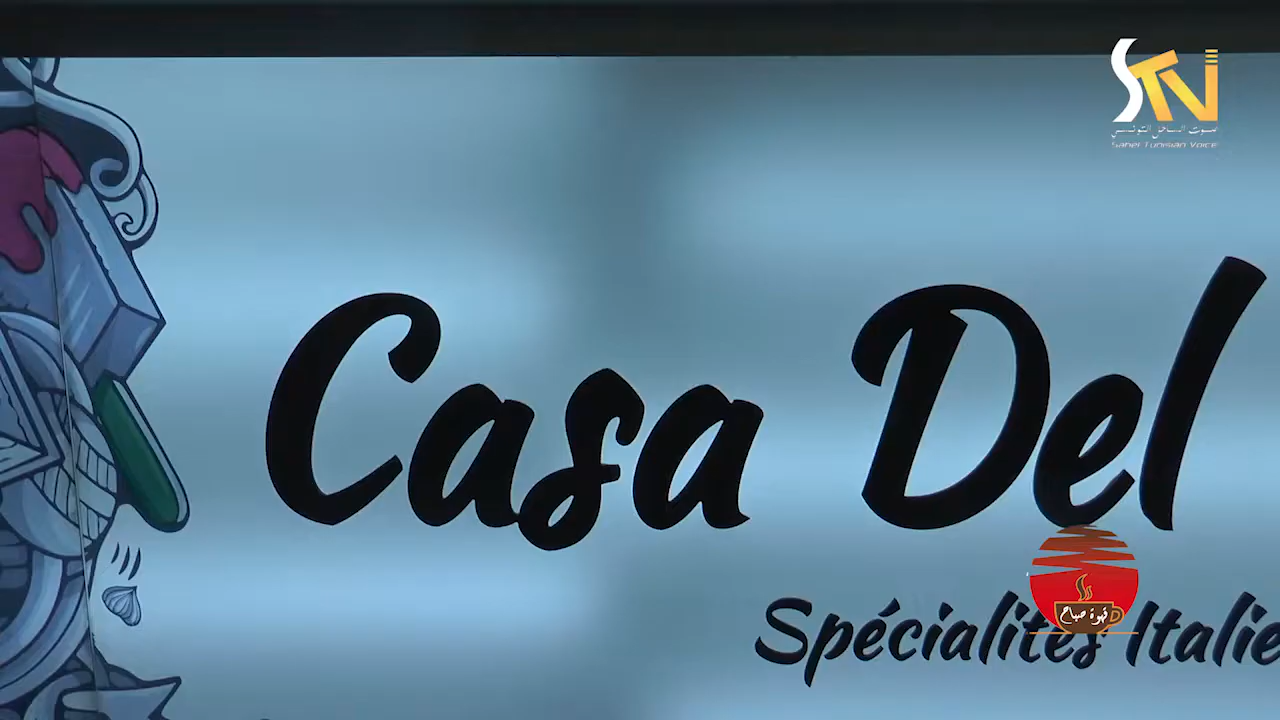 STV
صوت الساحل التونسي
Sahel Tunisian Voice
Casa Del
Spécialités Italie
قهوة صباح